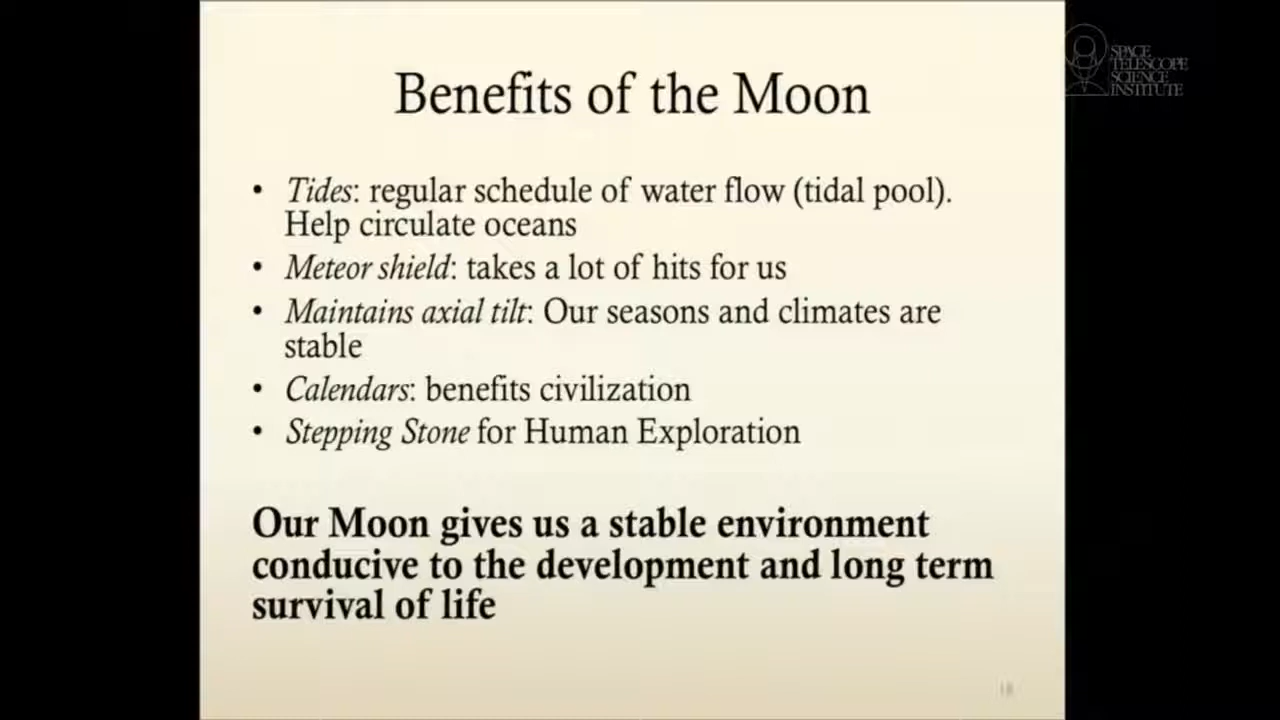 SPACE
TELESCOPE
SCIENCE
INSTITUTE
Benefits of the Moon
• Tides: regular schedule of water flow (tidal pool).
Help circulate oceans
• Meteor shield: takes a lot of hits for us
• Maintains axial tilt: Our seasons and climates are
stable
• Calendars: benefits civilization
• Stepping Stone for Human Exploration
Our Moon gives us a stable environment
conducive to the development and long term
survival of life